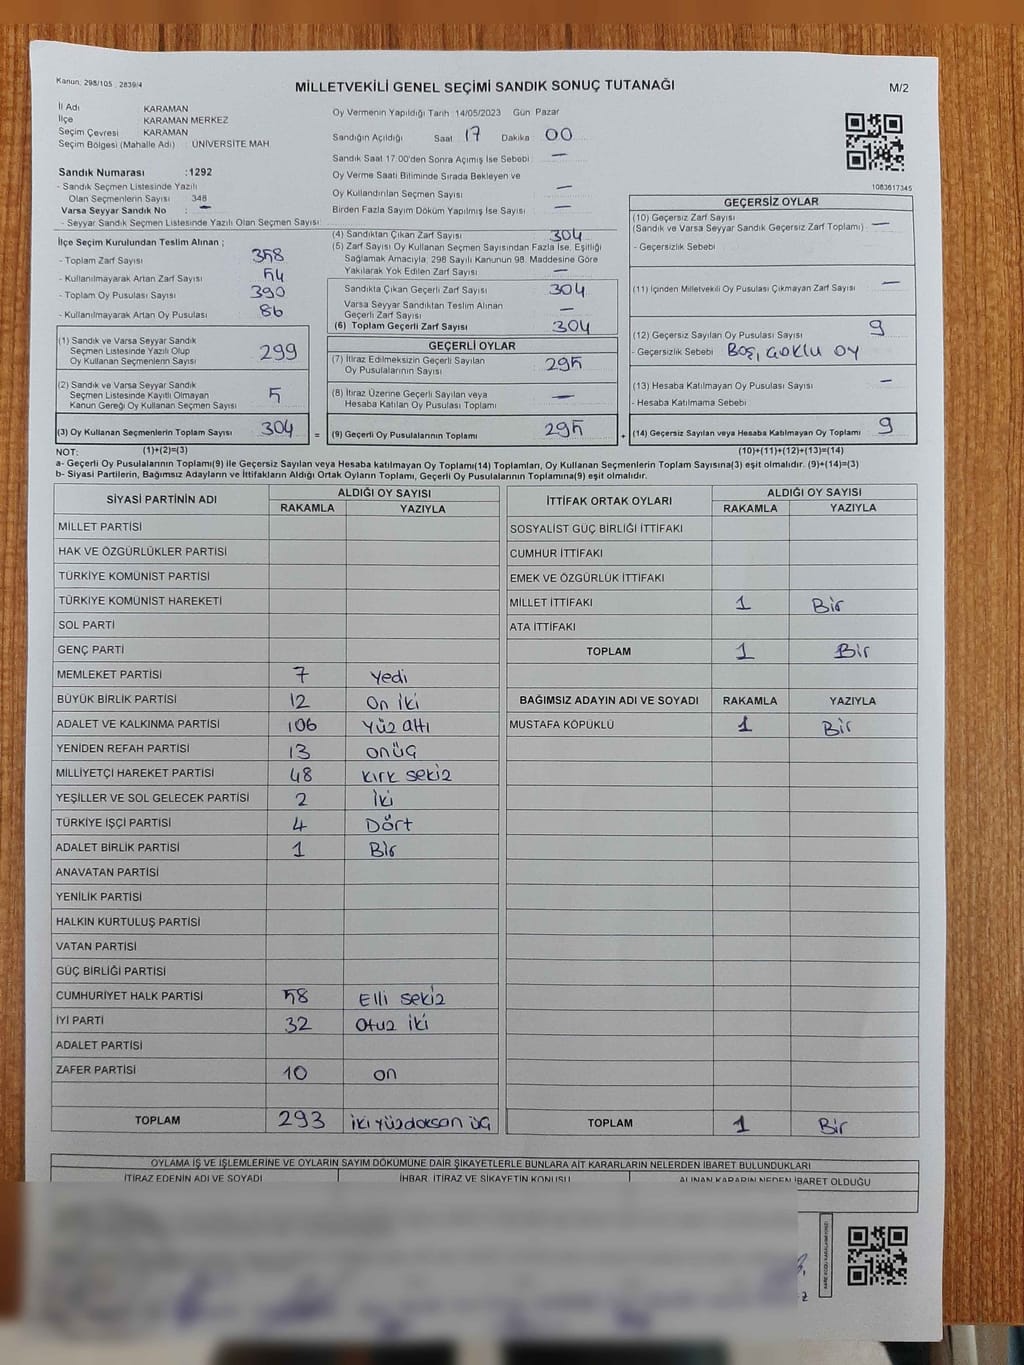 Kanun: 298/105 , 2839/4
MİLLETVEKİLİ GENEL SEÇİMİ SANDIK SONUÇ TUTANAĞI
M/2
İl Adı KARAMAN
İlçe KARAMAN MERKEZ
Seçim Çevresi KARAMAN
Seçim Bölgesi (Mahalle Adı) : ÜNİVERSİTE MAH
Sandık Numarası :1292
- Sandık Seçmen Listesinde Yazılı
Olan Seçmenlerin Sayısı 348
Varsa Seyyar Sandık No : —
- Seyyar Sandık Seçmen Listesinde Yazılı Olan Seçmen Sayısı:
Oy Vermenin Yapıldığı Tarih 14/05/2023 Gün Pazar
Sandığın Açıldığı Saat 17 Dakika 00
Sandık Saat 17.00'den Sonra Açımış İse Sebebi : —
Oy Verme Saati Bitiminde Sırada Bekleyen ve
Oy Kullandırılan Seçmen Sayısı —
Birden Fazla Sayım Döküm Yapılmış İse Sayısı —
1083617345
İlçe Seçim Kurulundan Teslim Alınan ;
- Toplam Zarf Sayısı 358
- Kullanılmayarak Artan Zarf Sayısı 54
- Toplam Oy Pusulası Sayısı 390
- Kullanılmayarak Artan Oy Pusulası 86
(1) Sandık ve Varsa Seyyar Sandık
Seçmen Listesinde Yazılı Olup
Oy Kullanan Seçmenlerin Sayısı 299
(2) Sandık ve Varsa Seyyar Sandık
Seçmen Listesinde Kayıtlı Olmayan
Kanun Gereği Oy Kullanan Seçmen Sayısı 5
(3) Oy Kullanan Seçmenlerin Toplam Sayısı 304 =
(4) Sandıktan Çıkan Zarf Sayısı 304
(5) Zarf Sayısı Oy Kullanan Seçmen Sayısından Fazla İse, Eşitliği
Sağlamak Amacıyla, 298 Sayılı Kanunun 98. Maddesine Göre
Yakılarak Yok Edilen Zarf Sayısı —
Sandıkta Çıkan Geçerli Zarf Sayısı 304
Varsa Seyyar Sandıktan Teslim Alınan
Geçerli Zarf Sayısı —
(6) Toplam Geçerli Zarf Sayısı 304
GEÇERLİ OYLAR
(7) İtiraz Edilmeksizin Geçerli Sayılan
Oy Pusulalarının Sayısı 295
(8) İtiraz Üzerine Geçerli Sayılan veya
Hesaba Katılan Oy Pusulası Toplamı —
(9) Geçerli Oy Pusulalarının Toplamı 295 +
GEÇERSİZ OYLAR
(10) Geçersiz Zarf Sayısı
(Sandık ve Varsa Seyyar Sandık Geçersiz Zarf Toplamı) —
- Geçersizlik Sebebi :
(11) İçinden Milletvekili Oy Pusulası Çıkmayan Zarf Sayısı —
(12) Geçersiz Sayılan Oy Pusulası Sayısı 9
- Geçersizlik Sebebi Boş, çoklu oy
(13) Hesaba Katılmayan Oy Pusulası Sayısı —
- Hesaba Katılmama Sebebi
(14) Geçersiz Sayılan veya Hesaba Katılmayan Oy Toplamı 9
NOT: (1)+(2)=(3) (10)+(11)+(12)+(13)=(14)
a- Geçerli Oy Pusulalarının Toplamı(9) ile Geçersiz Sayılan veya Hesaba katılmayan Oy Toplamı(14) Toplamları, Oy Kullanan Seçmenlerin Toplam Sayısına(3) eşit olmalıdır. (9)+(14)=(3)
b- Siyasi Partilerin, Bağımsız Adayların ve İttifakların Aldığı Ortak Oyların Toplamı, Geçerli Oy Pusulalarının Toplamına(9) eşit olmalıdır.
SİYASİ PARTİNİN ADI ALDIĞI OY SAYISI
RAKAMLA YAZIYLA
MİLLET PARTİSİ
HAK VE ÖZGÜRLÜKLER PARTİSİ
TÜRKİYE KOMÜNİST PARTİSİ
TÜRKİYE KOMÜNİST HAREKETİ
SOL PARTİ
GENÇ PARTİ
MEMLEKET PARTİSİ 7 Yedi
BÜYÜK BİRLİK PARTİSİ 12 On iki
ADALET VE KALKINMA PARTİSİ 106 Yüz altı
YENİDEN REFAH PARTİSİ 13 onüç
MİLLİYETÇİ HAREKET PARTİSİ 48 kırk sekiz
YEŞİLLER VE SOL GELECEK PARTİSİ 2 İki
TÜRKİYE İŞÇİ PARTİSİ 4 Dört
ADALET BİRLİK PARTİSİ 1 Bir
ANAVATAN PARTİSİ
YENİLİK PARTİSİ
HALKIN KURTULUŞ PARTİSİ
VATAN PARTİSİ
GÜÇ BİRLİĞİ PARTİSİ
CUMHURİYET HALK PARTİSİ 58 Elli sekiz
İYİ PARTİ 32 Otuz iki
ADALET PARTİSİ
ZAFER PARTİSİ 10 on
TOPLAM 293 iki yüz doksan üç
İTTİFAK ORTAK OYLARI ALDIĞI OY SAYISI
RAKAMLA YAZIYLA
SOSYALİST GÜÇ BİRLİĞİ İTTİFAKI
CUMHUR İTTİFAKI
EMEK VE ÖZGÜRLÜK İTTİFAKI
MİLLET İTTİFAKI 1 Bir
ATA İTTİFAKI
TOPLAM 1 Bir
BAĞIMSIZ ADAYIN ADI VE SOYADI RAKAMLA YAZIYLA
MUSTAFA KÖPÜKLÜ 1 Bir
TOPLAM 1 Bir
OYLAMA İŞ VE İŞLEMLERİNE VE OYLARIN SAYIM DÖKÜMÜNE DAİR ŞİKAYETLERLE BUNLARA AİT KARARLARIN NELERDEN İBARET BULUNDUKLARI
İTİRAZ EDENİN ADI VE SOYADI İHBAR, İTİRAZ VE ŞİKAYETİN KONUSU ALINAN KARARIN NEDEN İBARET OLDUĞU